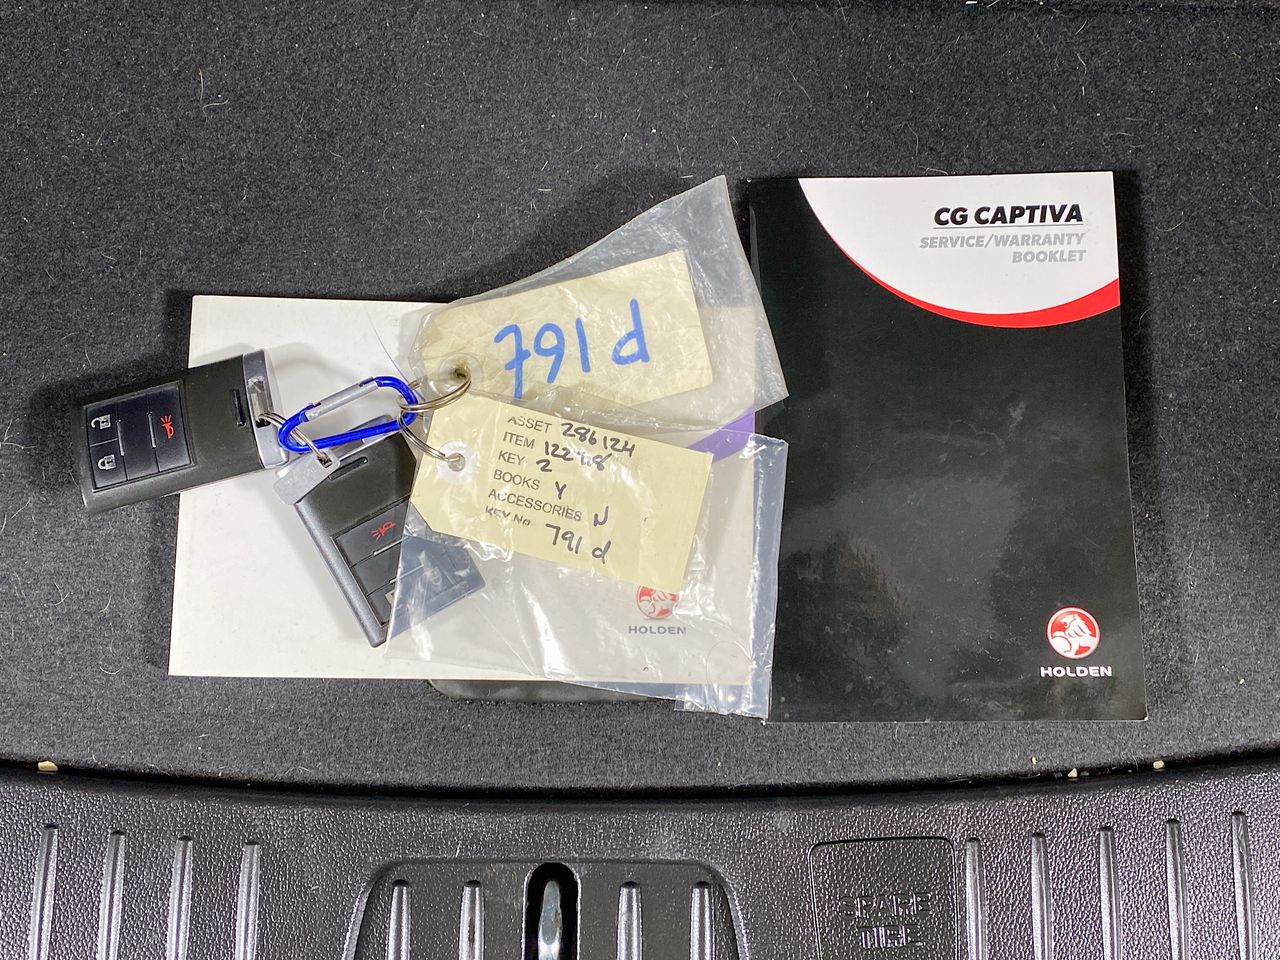 CG CAPTIVA
SERVICE/WARRANTY
BOOKLET
791d
ASSET 286124
ITEM
KEY 2
BOOKS Y
ACCESSORIES N
KEY No 791d
HOLDEN
HOLDEN
SPARE
TIRE